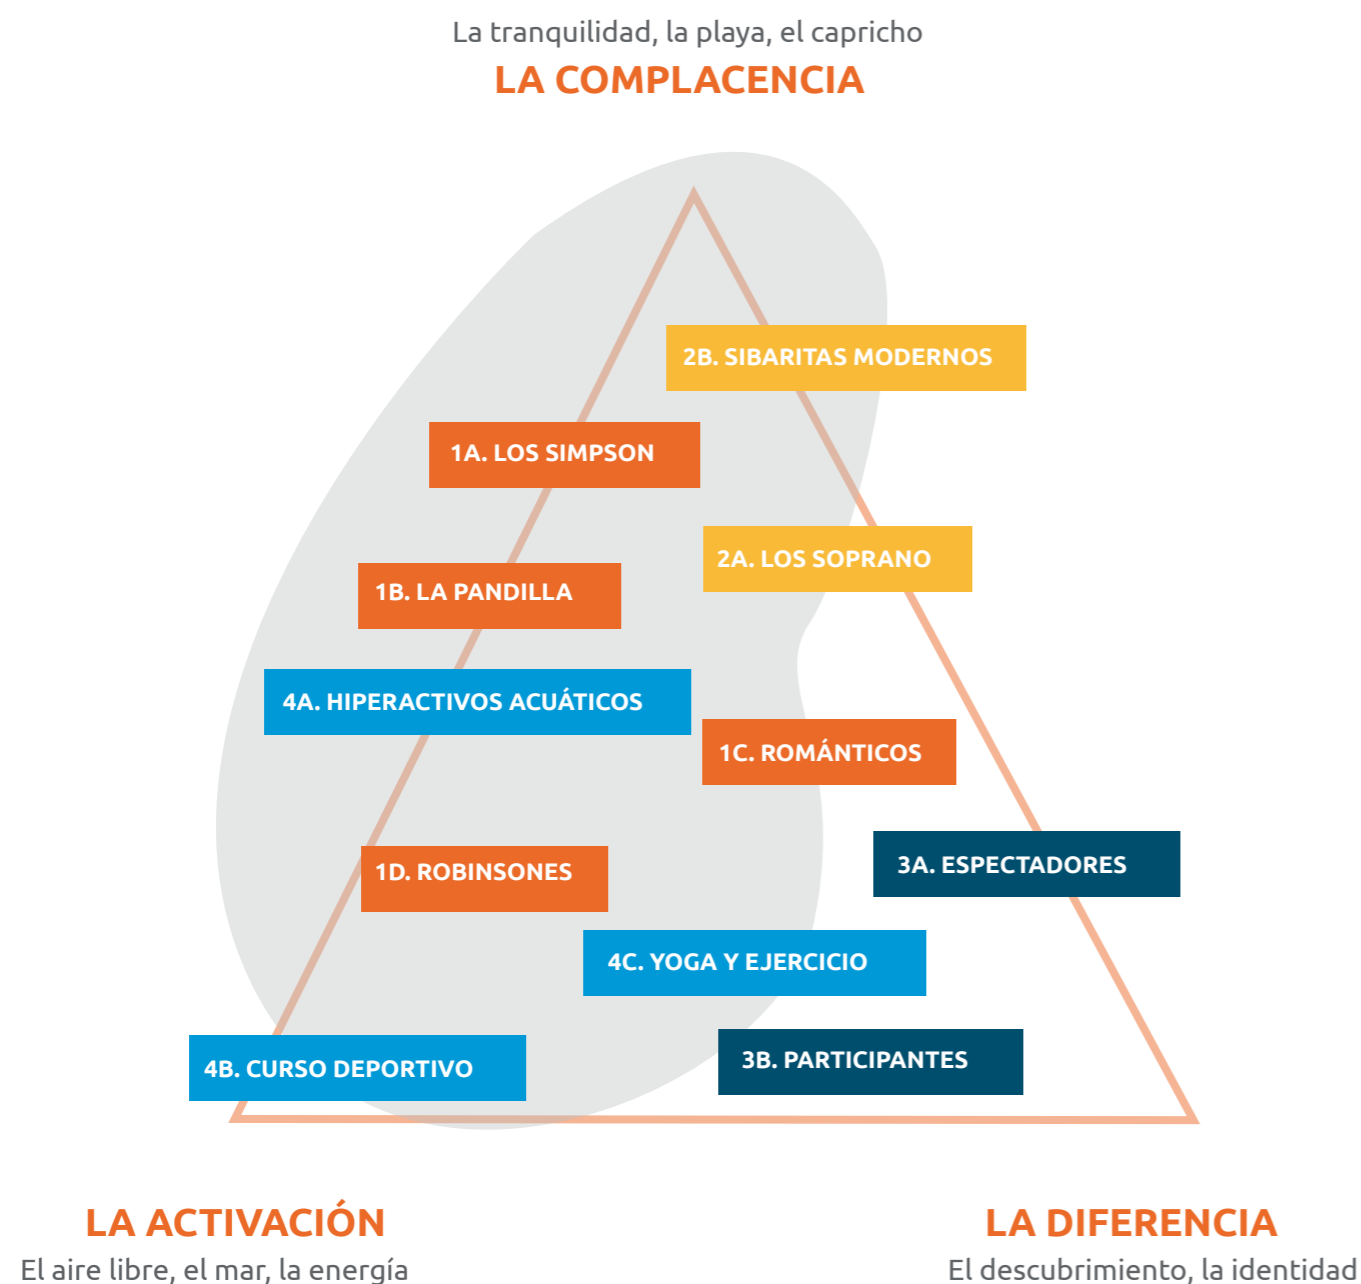 La tranquilidad, la playa, el capricho
LA COMPLACENCIA
2B. SIBARITAS MODERNOS
1A. LOS SIMPSON
2A. LOS SOPRANO
1B. LA PANDILLA
4A. HIPERACTIVOS ACUÁTICOS
1C. ROMÁNTICOS
3A. ESPECTADORES
1D. ROBINSONES
4C. YOGA Y EJERCICIO
3B. PARTICIPANTES
4B. CURSO DEPORTIVO
LA ACTIVACIÓN
El aire libre, el mar, la energía
LA DIFERENCIA
El descubrimiento, la identidad